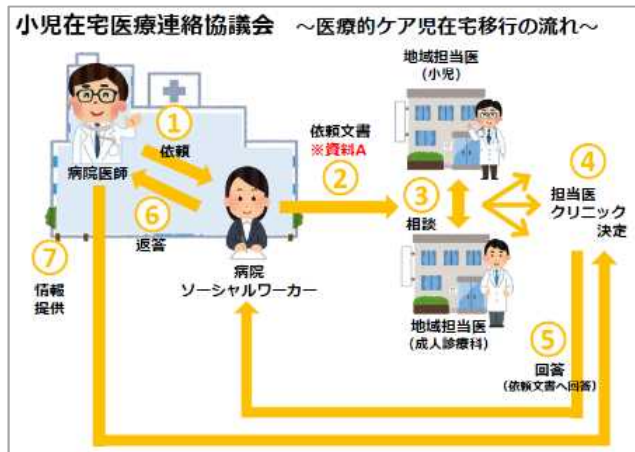 小児在宅医療連絡協議会 ～医療的ケア児在宅移行の流れ～
地域担当医
(小児)
①
依頼
病院医師
依頼文書
※資料A
②
③
相談
④
担当医
クリニック
決定
⑥
返答
⑦
情報
提供
病院
ソーシャルワーカー
地域担当医
(成人診療科)
⑤
回答
(依頼文書へ回答)